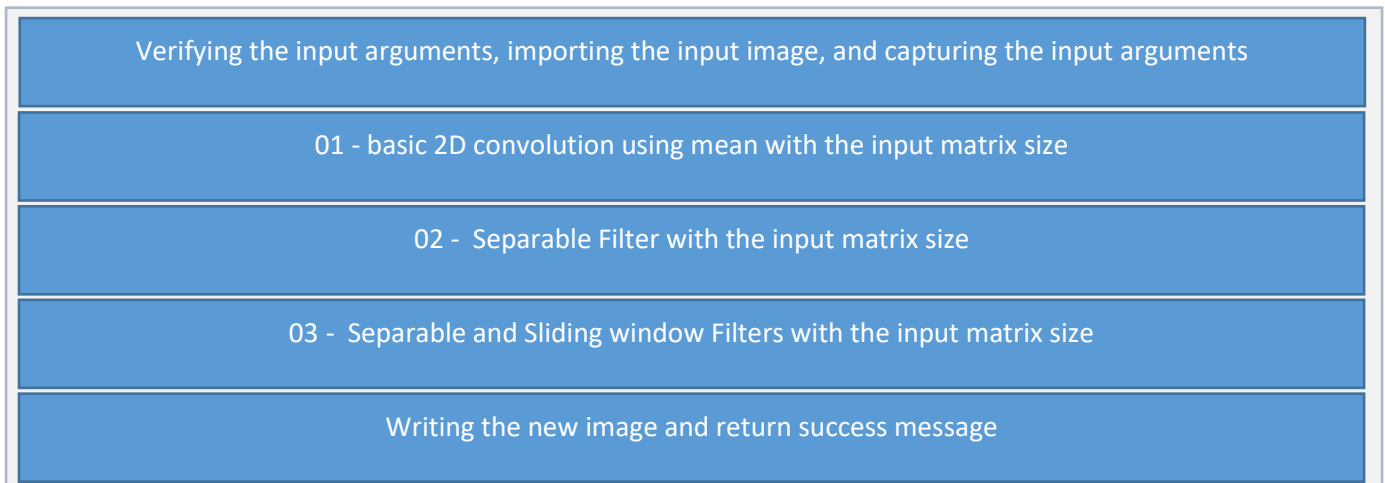 Verifying the input arguments, importing the input image, and capturing the input arguments
01 - basic 2D convolution using mean with the input matrix size
02 -  Separable Filter with the input matrix size
03 -  Separable and Sliding window Filters with the input matrix size
Writing the new image and return success message